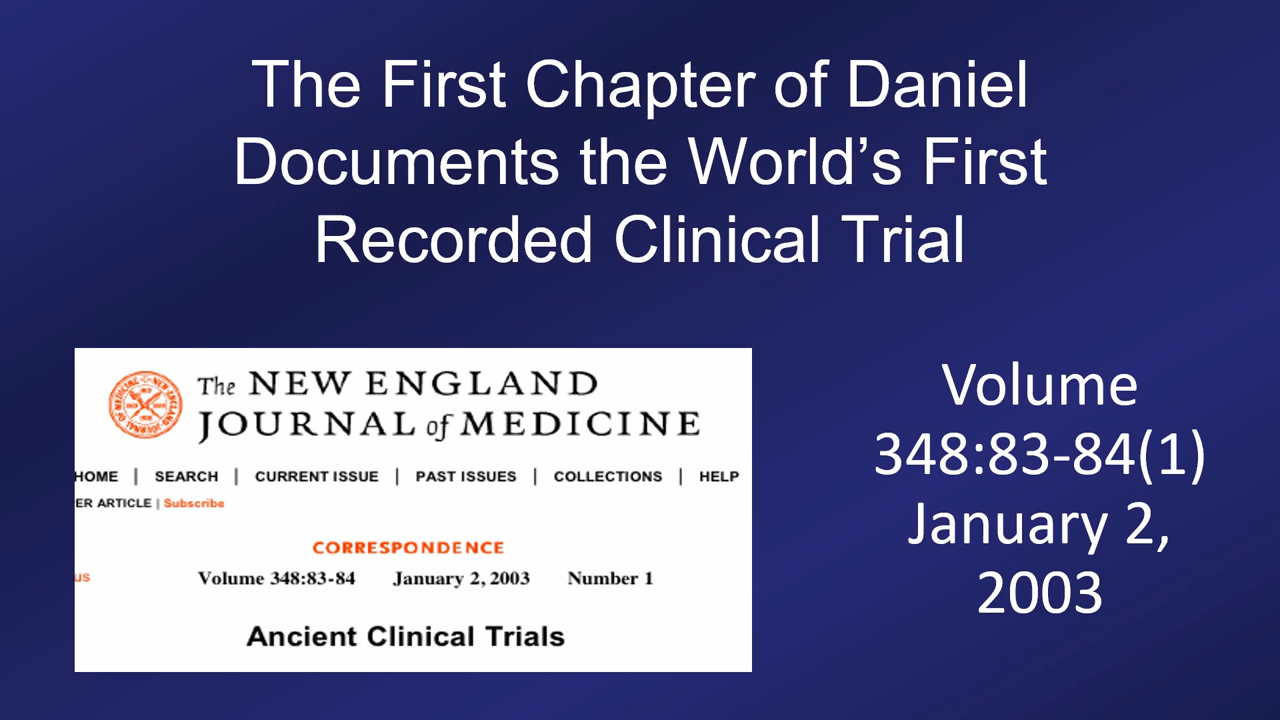 The First Chapter of Daniel
Documents the World’s First
Recorded Clinical Trial
The NEW ENGLAND
JOURNAL of MEDICINE
HOME | SEARCH | CURRENT ISSUE | PAST ISSUES | COLLECTIONS | HELP
ER ARTICLE | Subscribe
CORRESPONDENCE
us
Volume 348:83-84 January 2, 2003 Number 1
Ancient Clinical Trials
Volume
348:83-84(1)
January 2,
2003